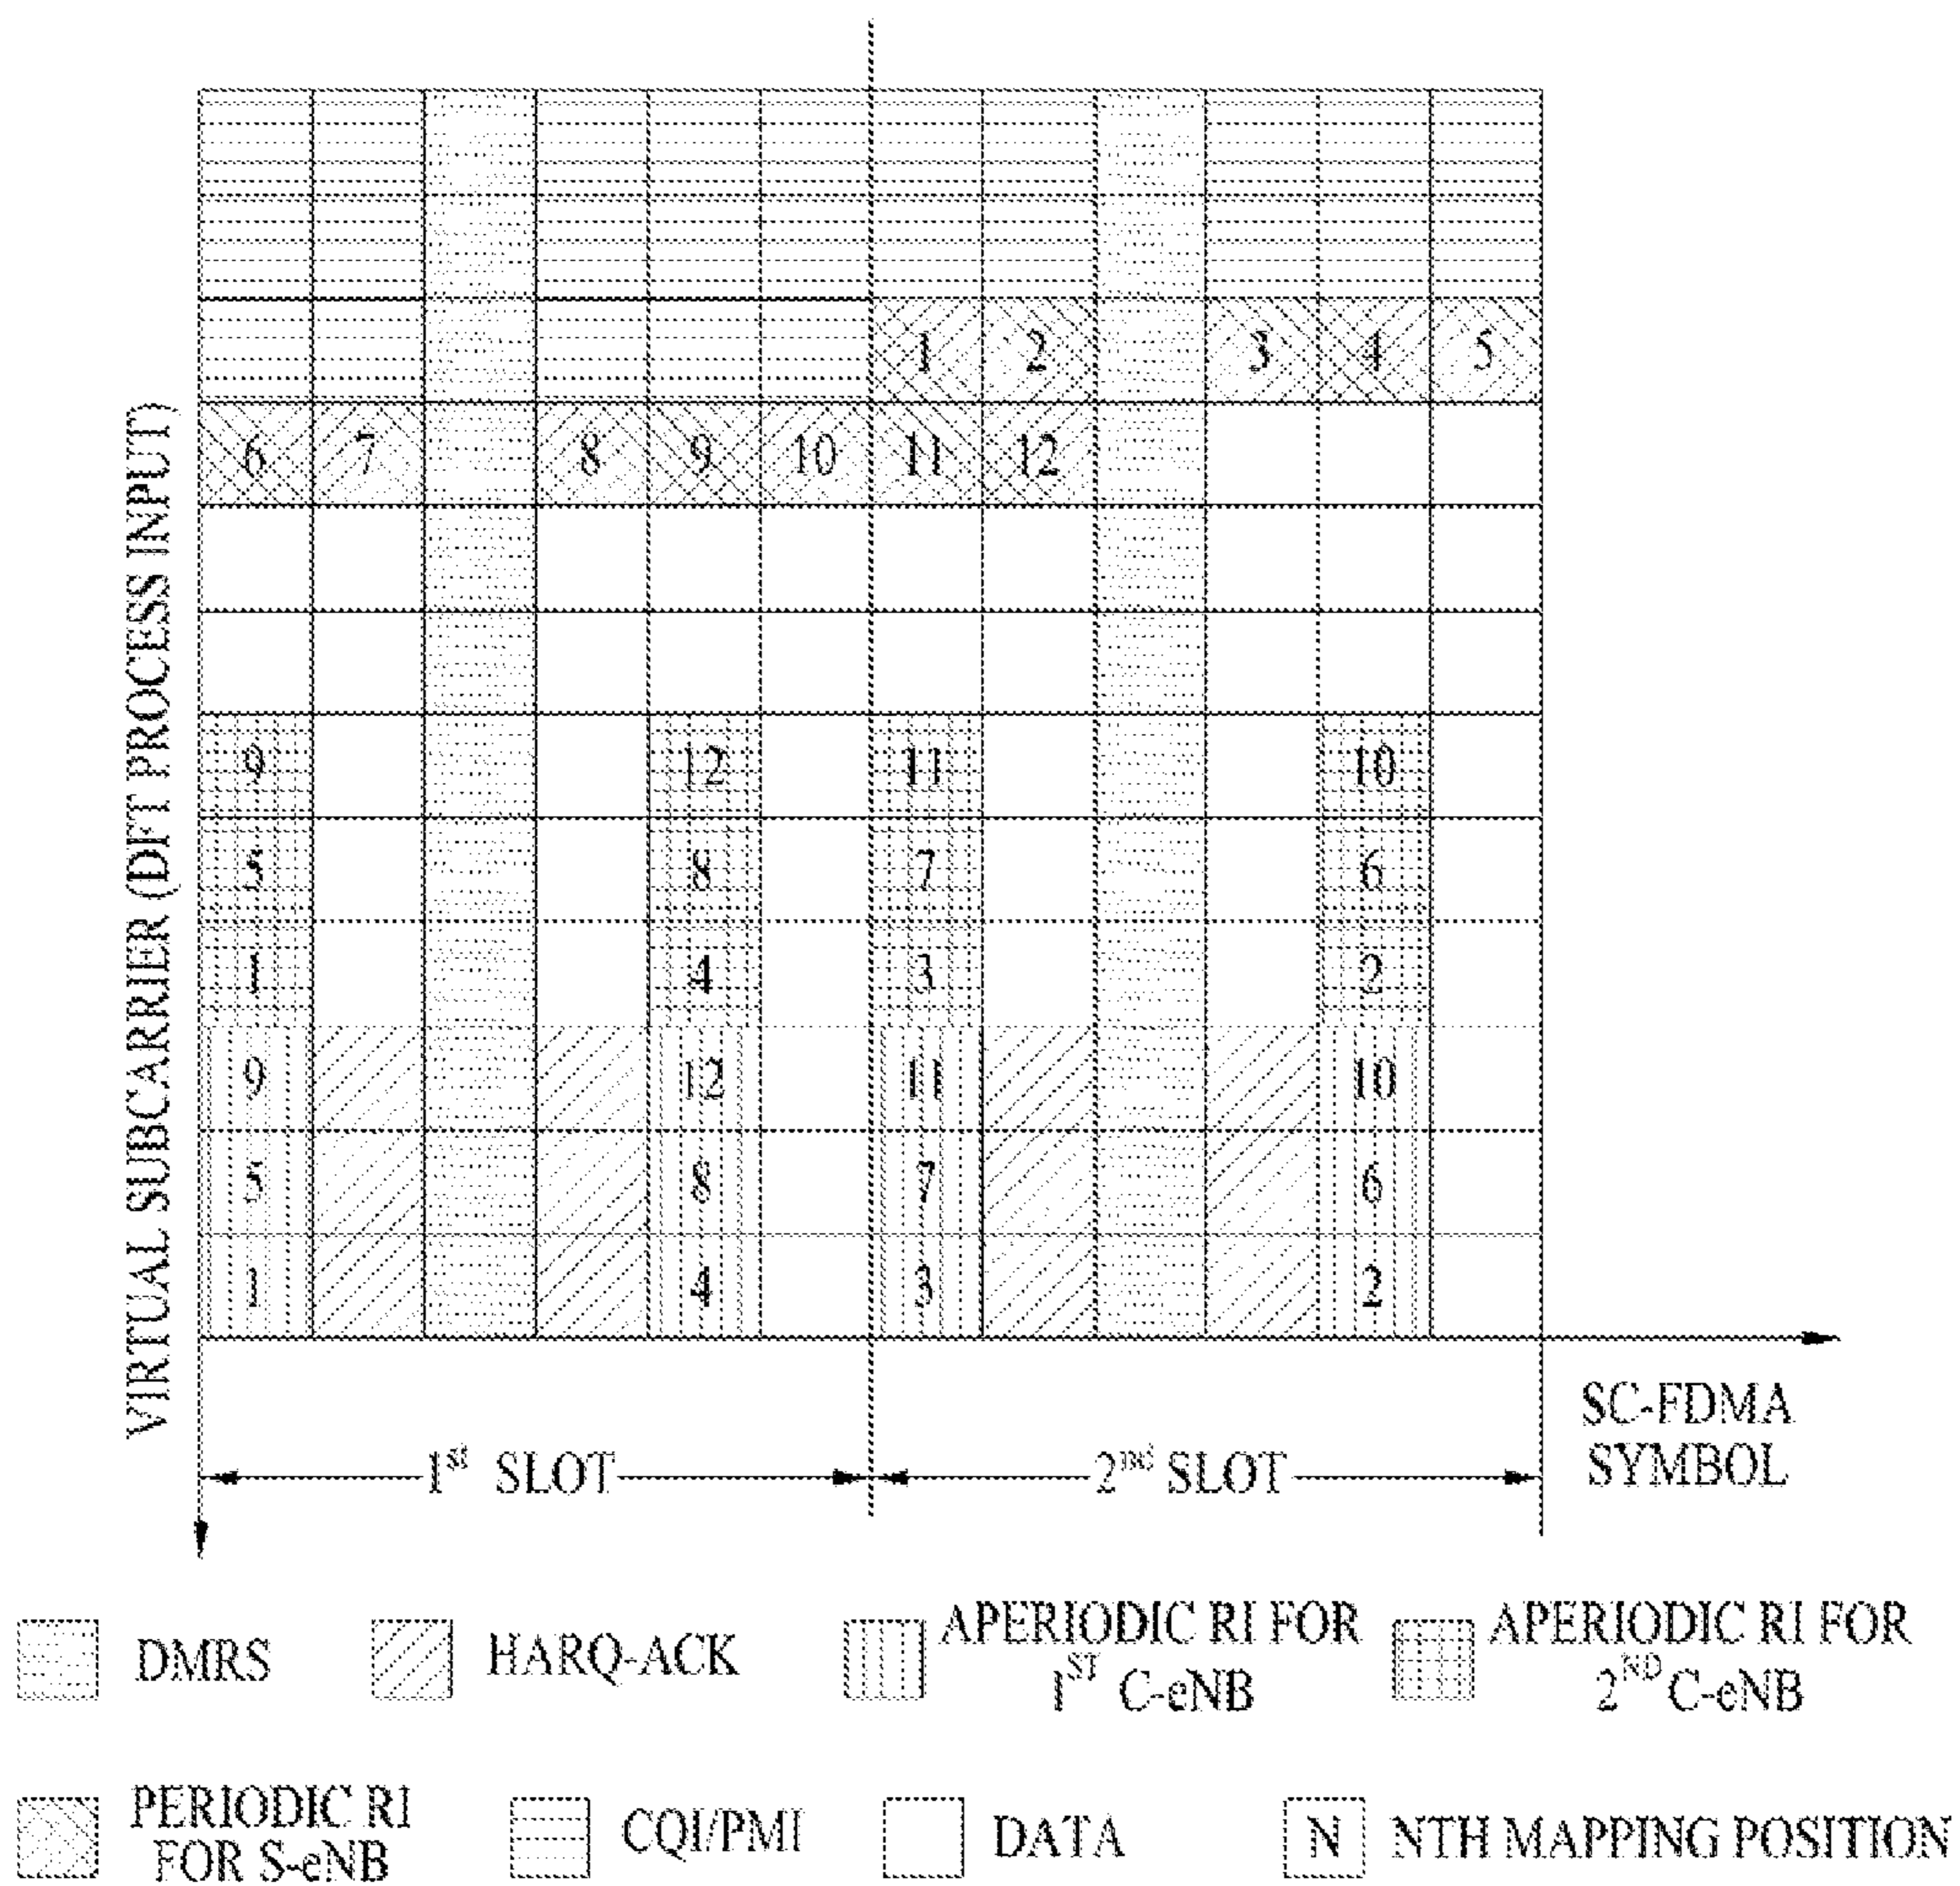 VIRTUAL SUBCARRIER (DFT PROCESS INPUT)
1 2 3 4 5
6 7 8 9 10 11 12
9 12 11 10
5 8 7 6
1 4 3 2
9 12 11 10
5 8 7 6
1 4 3 2
SC-FDMA
SYMBOL
1st SLOT
2nd SLOT
DMRS
HARQ-ACK
APERIODIC RI FOR
1ST C-eNB
APERIODIC RI FOR
2ND C-eNB
PERIODIC RI
FOR S-eNB
CQI/PMI
DATA
N
NTH MAPPING POSITION